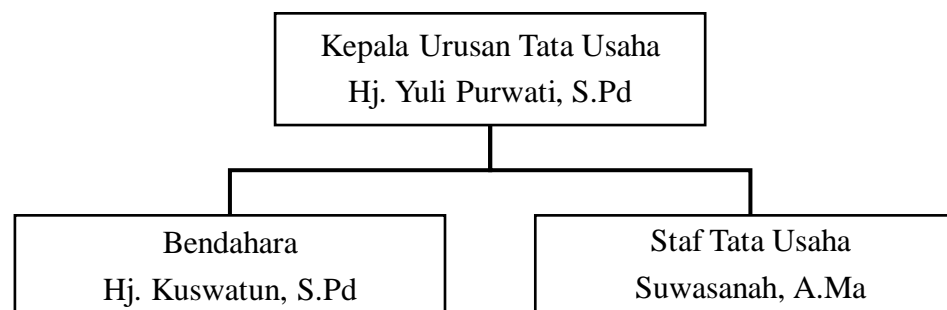 Kepala Urusan Tata Usaha
Hj. Yuli Purwati, S.Pd
Bendahara
Hj. Kuswatun, S.Pd
Staf Tata Usaha
Suwasanah, A.Ma